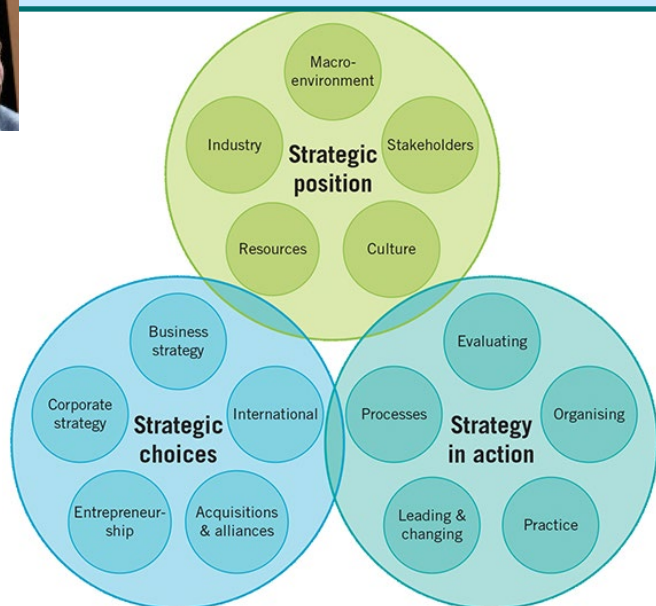 Macro-
environment
Industry
Stakeholders
Strategic
position
Resources
Culture
Business
strategy
Corporate
strategy
International
Strategic
choices
Entrepreneur-
ship
Acquisitions
& alliances
Evaluating
Processes
Organising
Strategy
in action
Leading &
changing
Practice